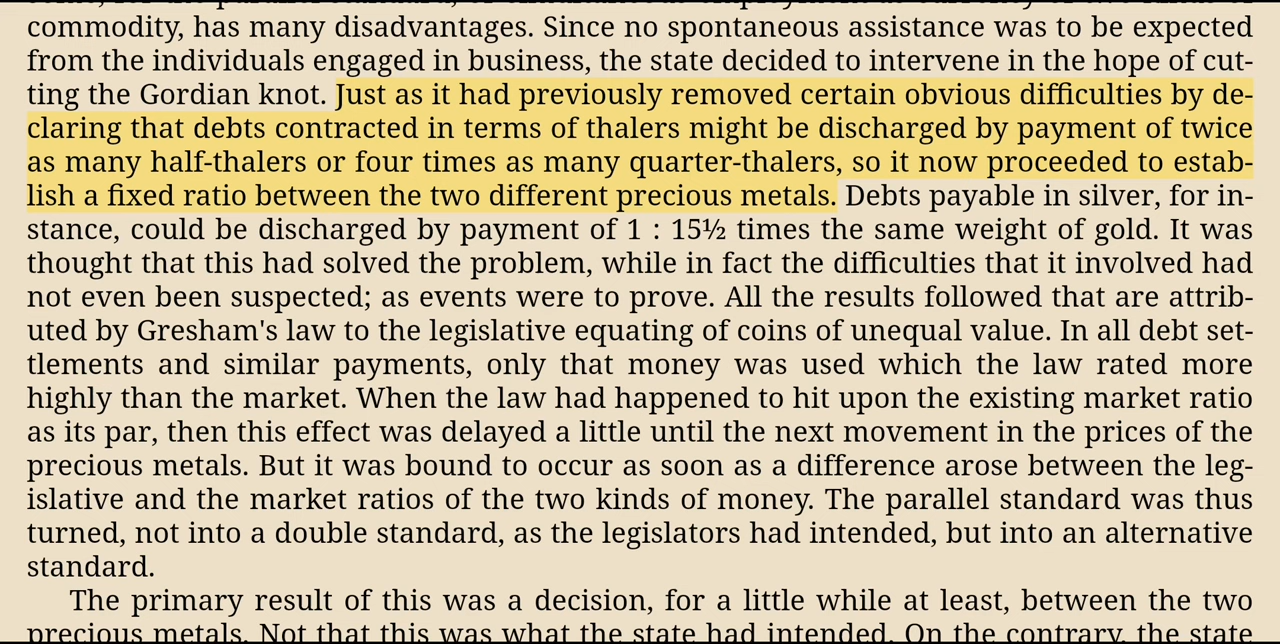 commodity, has many disadvantages. Since no spontaneous assistance was to be expected
from the individuals engaged in business, the state decided to intervene in the hope of cut-
ting the Gordian knot. Just as it had previously removed certain obvious difficulties by de-
claring that debts contracted in terms of thalers might be discharged by payment of twice
as many half-thalers or four times as many quarter-thalers, so it now proceeded to estab-
lish a fixed ratio between the two different precious metals. Debts payable in silver, for in-
stance, could be discharged by payment of 1 : 15½ times the same weight of gold. It was
thought that this had solved the problem, while in fact the difficulties that it involved had
not even been suspected; as events were to prove. All the results followed that are attrib-
uted by Gresham's law to the legislative equating of coins of unequal value. In all debt set-
tlements and similar payments, only that money was used which the law rated more
highly than the market. When the law had happened to hit upon the existing market ratio
as its par, then this effect was delayed a little until the next movement in the prices of the
precious metals. But it was bound to occur as soon as a difference arose between the leg-
islative and the market ratios of the two kinds of money. The parallel standard was thus
turned, not into a double standard, as the legislators had intended, but into an alternative
standard.
The primary result of this was a decision, for a little while at least, between the two
precious metals. Not that this was what the state had intended. On the contrary, the state